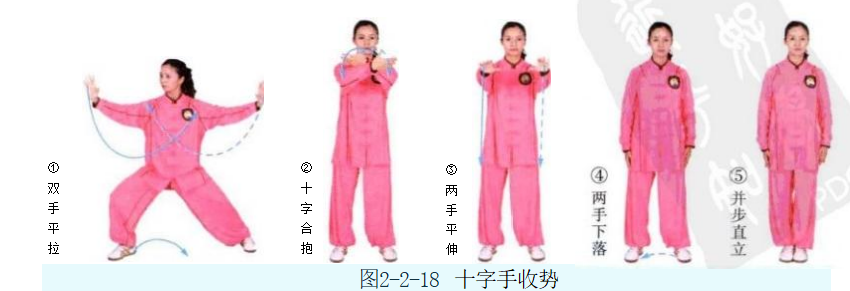 ①双手平拉
②十字合抱
③两手平伸
④两手下落
⑤并步直立
图2-2-18 十字手收势